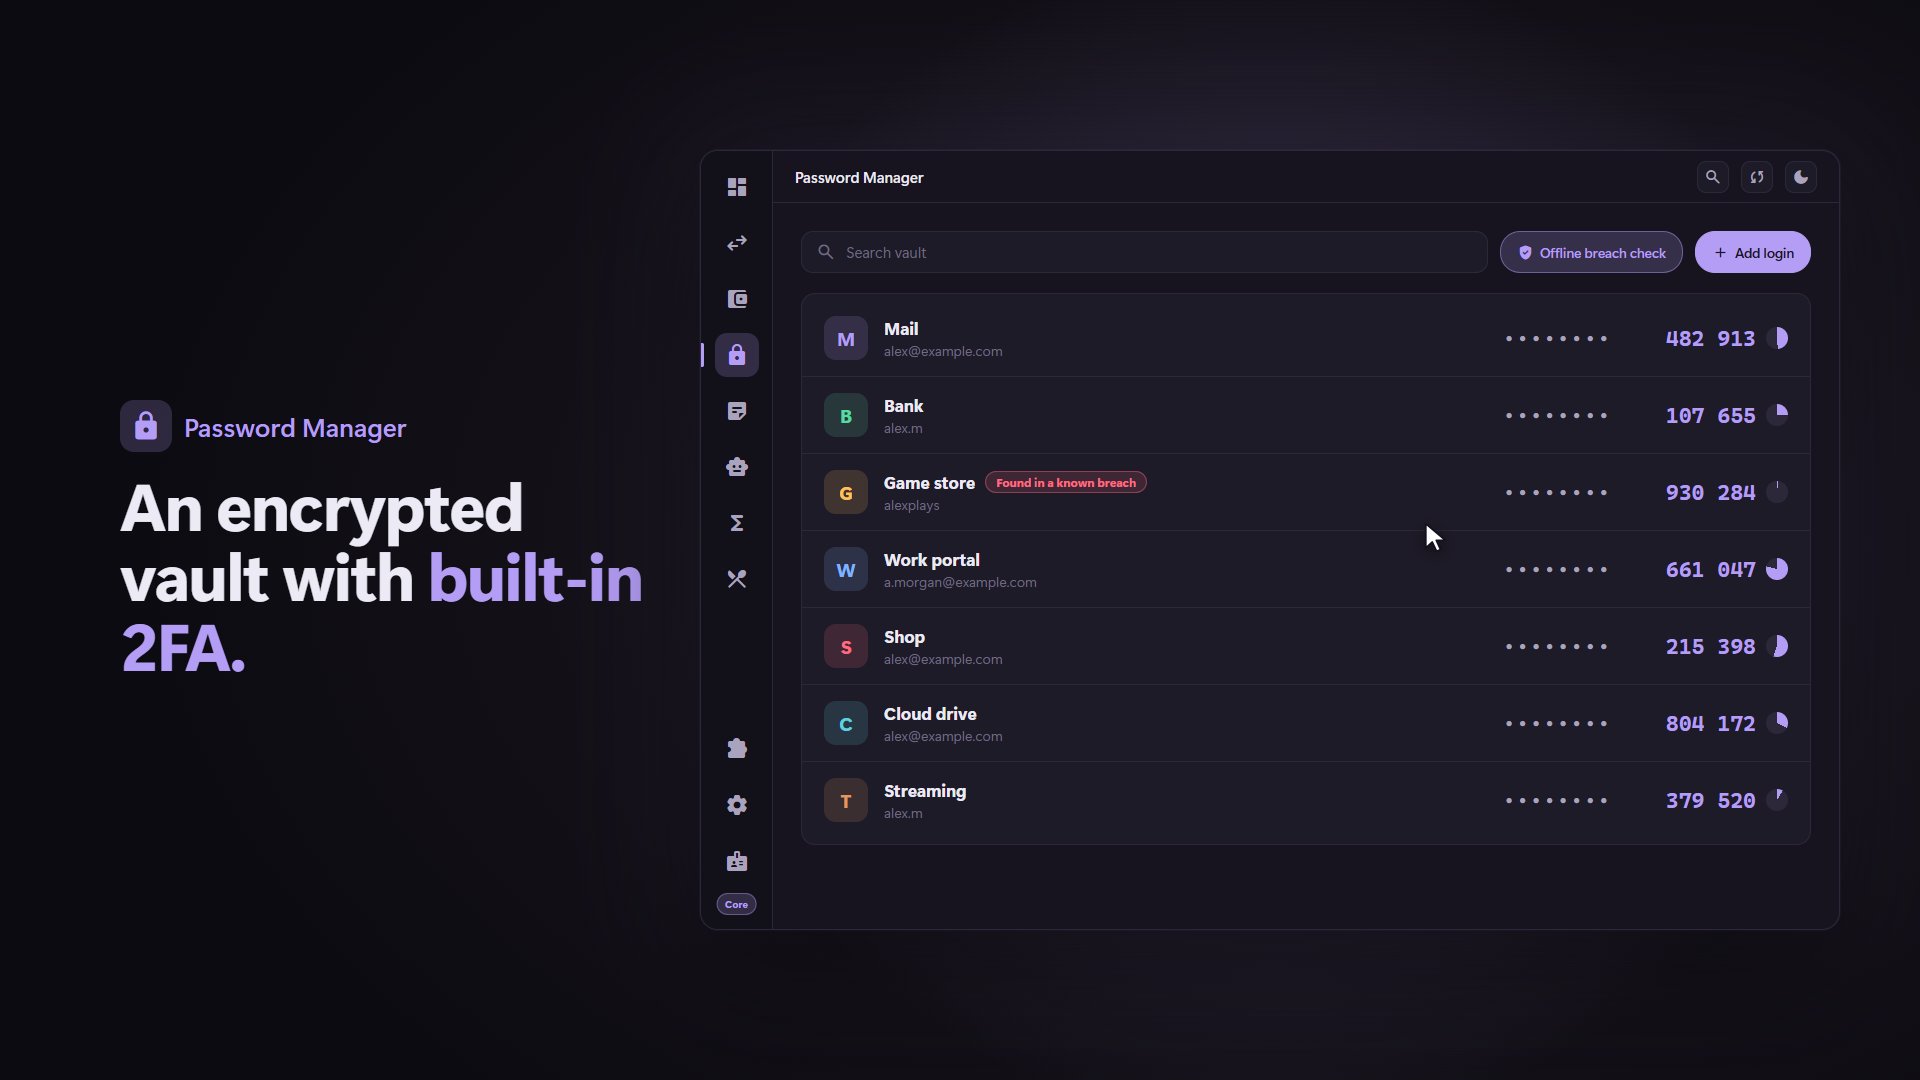 Password Manager
An encrypted
vault with built-in
2FA.
Password Manager
Search vault
Offline breach check
+ Add login
M
Mail
alex@example.com
•••••••• 482 913
B
Bank
alex.m
•••••••• 107 655
G
Game store Found in a known breach
alexplays
•••••••• 930 284
W
Work portal
a.morgan@example.com
•••••••• 661 047
S
Shop
alex@example.com
•••••••• 215 398
C
Cloud drive
alex@example.com
•••••••• 804 172
T
Streaming
alex.m
•••••••• 379 520
Core